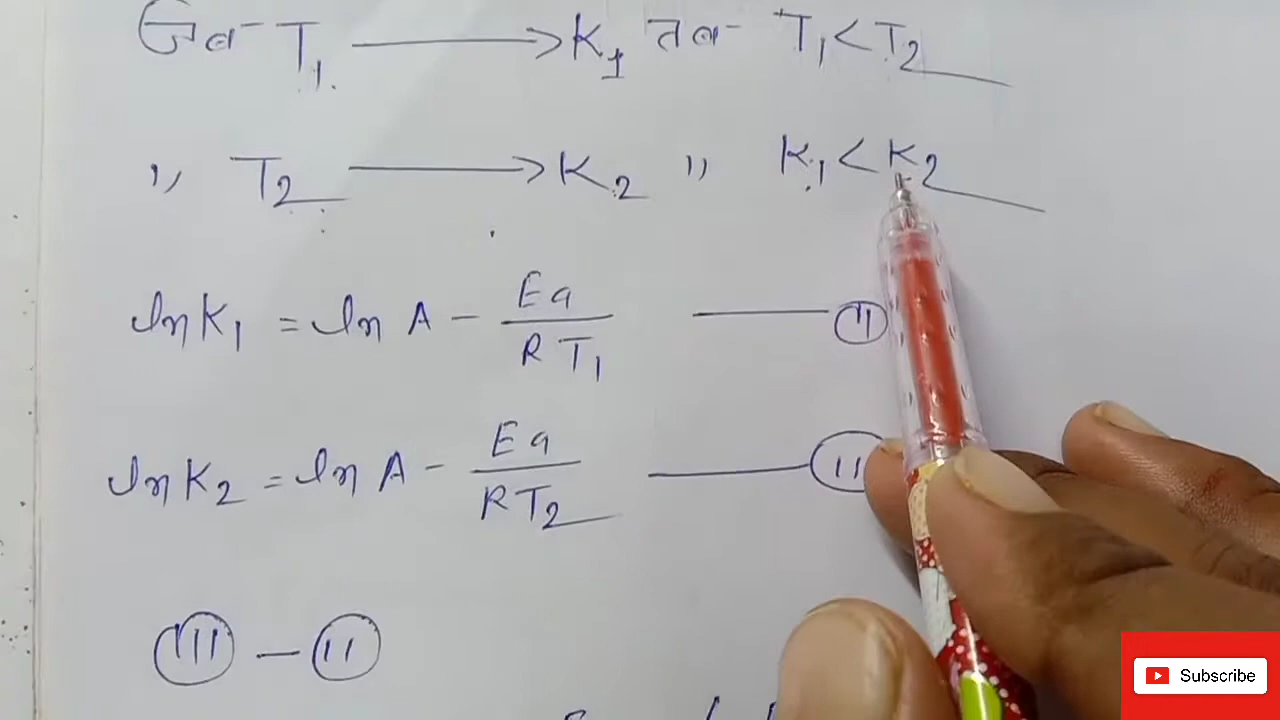 जब T₁ ⟶ K₁ तब T₁ < T₂
,, T₂ ⟶ K₂ ,, K₁ < K₂
ln K₁ = ln A − Ea/RT₁ — (II)
ln K₂ = ln A − Ea/RT₂ —
(III) − (II)
Subscribe